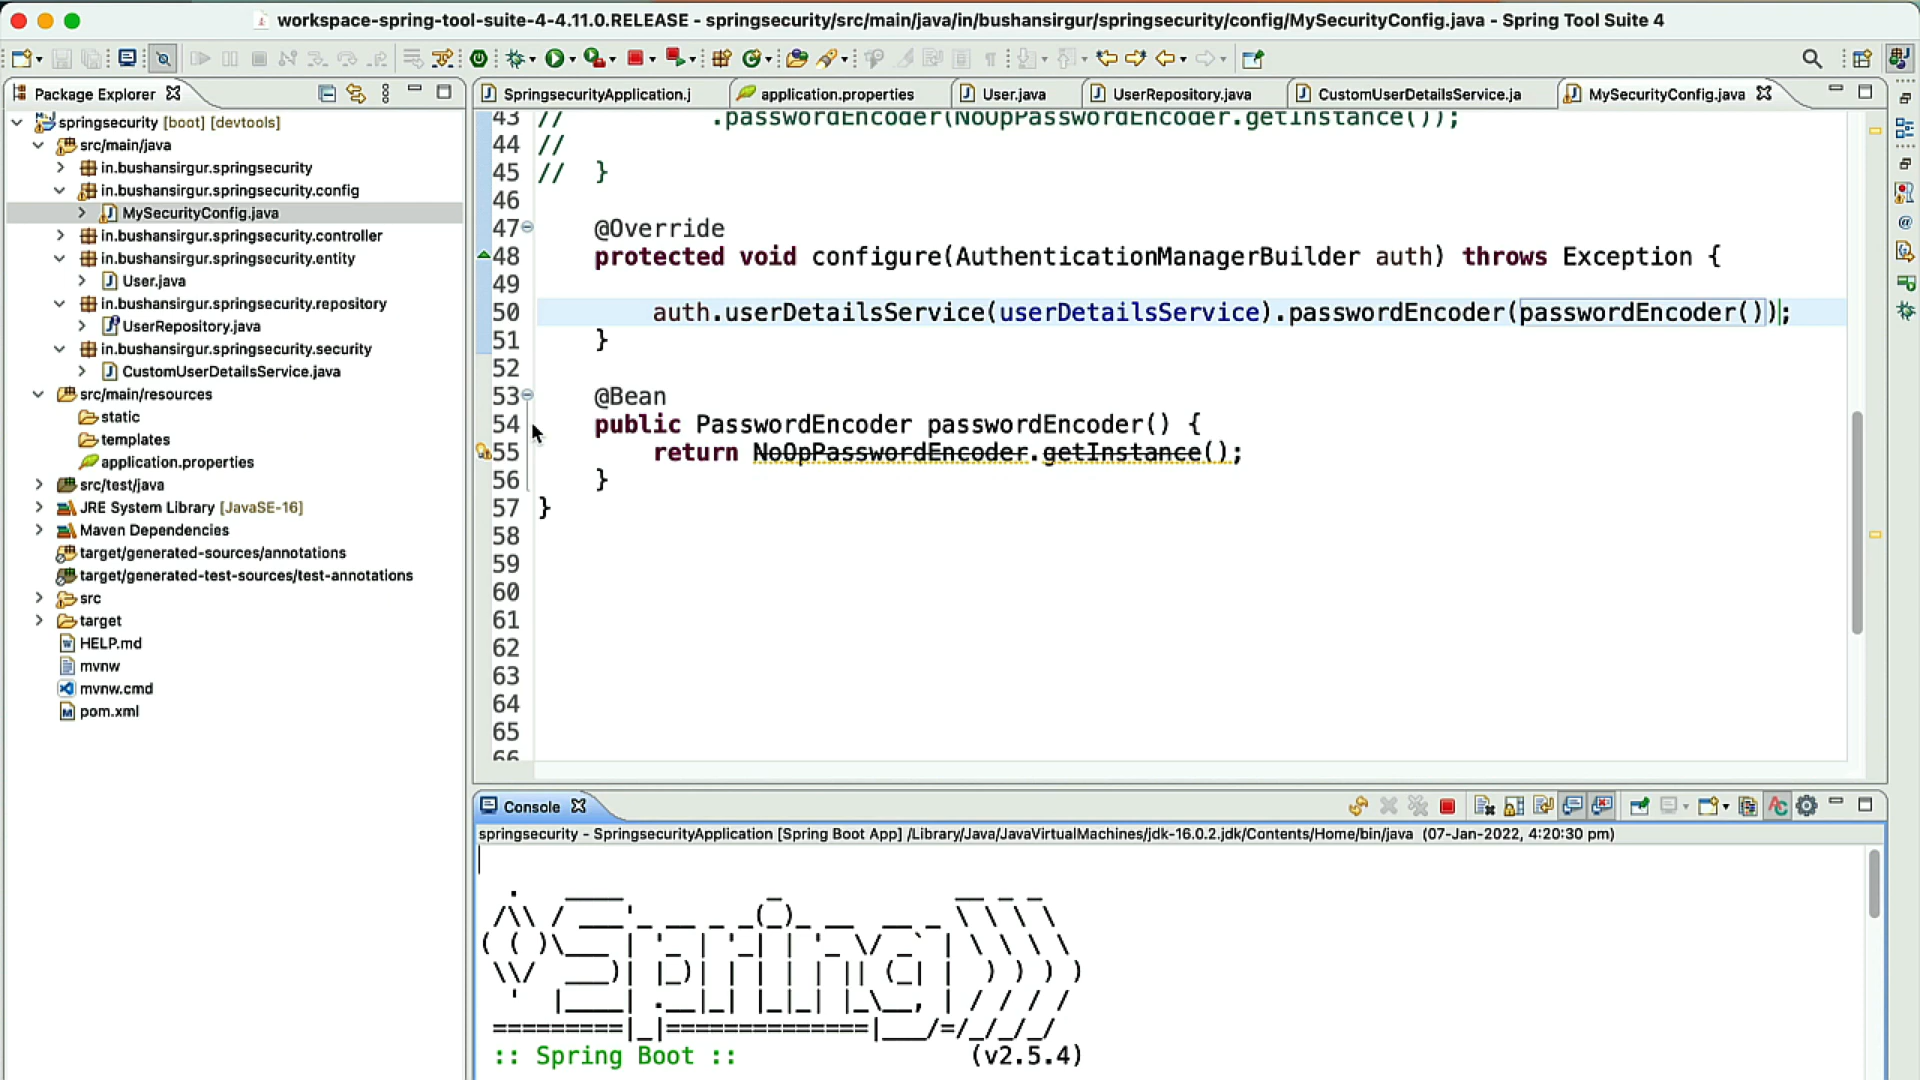 workspace-spring-tool-suite-4-4.11.0.RELEASE - springsecurity/src/main/java/in/bushansirgur/springsecurity/config/MySecurityConfig.java - Spring Tool Suite 4
Package Explorer
SpringsecurityApplication.j
application.properties
User.java
UserRepository.java
CustomUserDetailsService.ja
MySecurityConfig.java
springsecurity [boot] [devtools]
src/main/java
in.bushansirgur.springsecurity
in.bushansirgur.springsecurity.config
MySecurityConfig.java
in.bushansirgur.springsecurity.controller
in.bushansirgur.springsecurity.entity
User.java
in.bushansirgur.springsecurity.repository
UserRepository.java
in.bushansirgur.springsecurity.security
CustomUserDetailsService.java
src/main/resources
static
templates
application.properties
src/test/java
JRE System Library [JavaSE-16]
Maven Dependencies
target/generated-sources/annotations
target/generated-test-sources/test-annotations
src
target
HELP.md
mvnw
mvnw.cmd
pom.xml
43 // .passwordEncoder(NoOpPasswordEncoder.getInstance());
44 //
45 // }
46
47 @Override
48 protected void configure(AuthenticationManagerBuilder auth) throws Exception {
49
50 auth.userDetailsService(userDetailsService).passwordEncoder(passwordEncoder());
51 }
52
53 @Bean
54 public PasswordEncoder passwordEncoder() {
55 return NoOpPasswordEncoder.getInstance();
56 }
57 }
58
59
60
61
62
63
64
65
66
Console
springsecurity - SpringsecurityApplication [Spring Boot App] /Library/Java/JavaVirtualMachines/jdk-16.0.2.jdk/Contents/Home/bin/java (07-Jan-2022, 4:20:30 pm)
Spring
:: Spring Boot :: (v2.5.4)